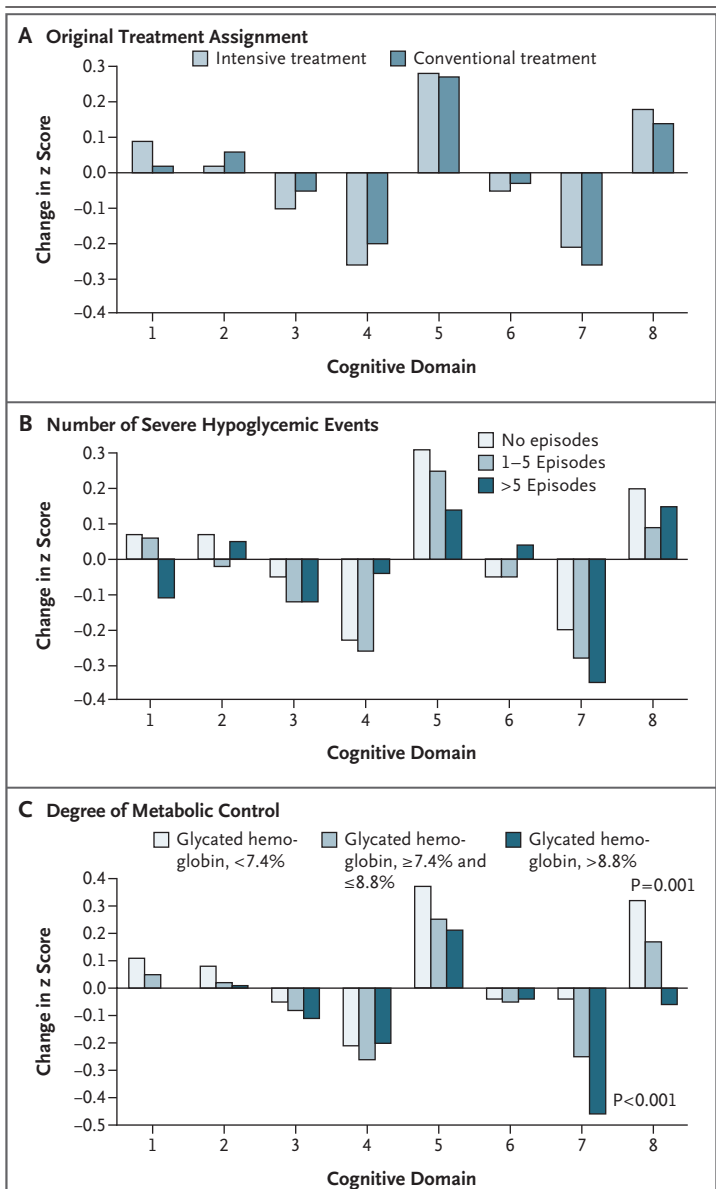 A Original Treatment Assignment
Intensive treatment Conventional treatment
0.3
0.2
0.1
0.0
−0.1
−0.2
−0.3
−0.4
Change in z Score
1 2 3 4 5 6 7 8
Cognitive Domain
B Number of Severe Hypoglycemic Events
No episodes
1–5 Episodes
>5 Episodes
0.3
0.2
0.1
0.0
−0.1
−0.2
−0.3
−0.4
Change in z Score
1 2 3 4 5 6 7 8
Cognitive Domain
C Degree of Metabolic Control
Glycated hemo-
globin, <7.4%
Glycated hemo-
globin, ≥7.4% and
≤8.8%
Glycated hemo-
globin, >8.8%
0.4
0.3
0.2
0.1
0.0
−0.1
−0.2
−0.3
−0.4
−0.5
Change in z Score
P=0.001
P<0.001
1 2 3 4 5 6 7 8
Cognitive Domain